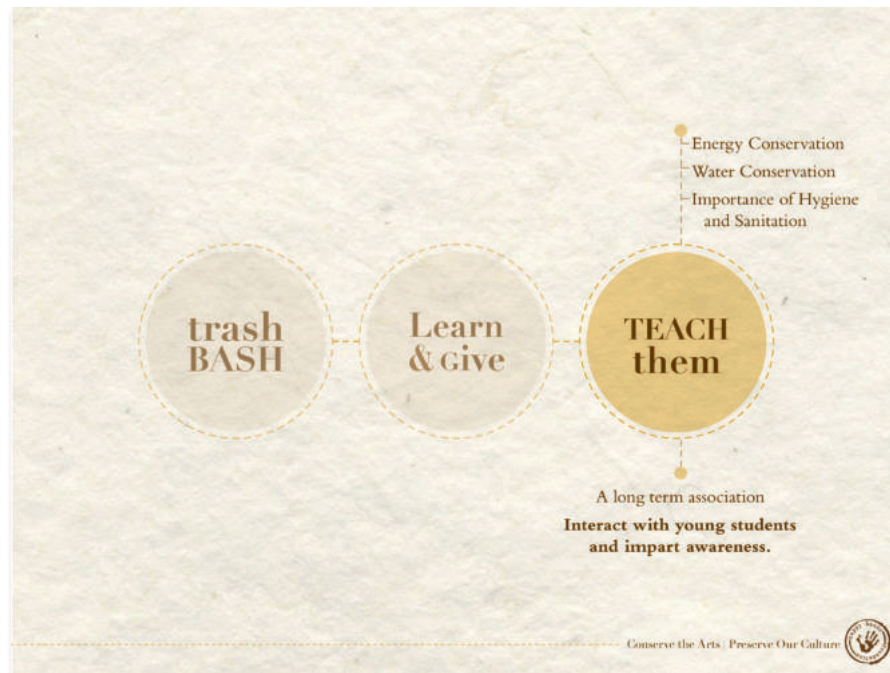 Energy Conservation
Water Conservation
Importance of Hygiene
and Sanitation
trash
BASH
Learn
& Give
TEACH
them
A long term association
Interact with young students
and impart awareness.
Conserve the Arts | Preserve Our Culture